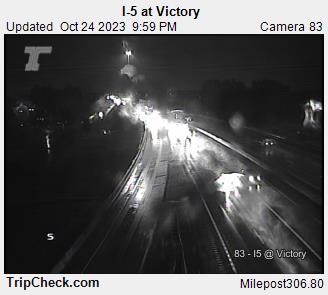 I-5 at Victory
Updated Oct 24 2023 9:59 PM Camera 83
T
S
83 - I5 @ Victory
TripCheck.com Milepost306.80